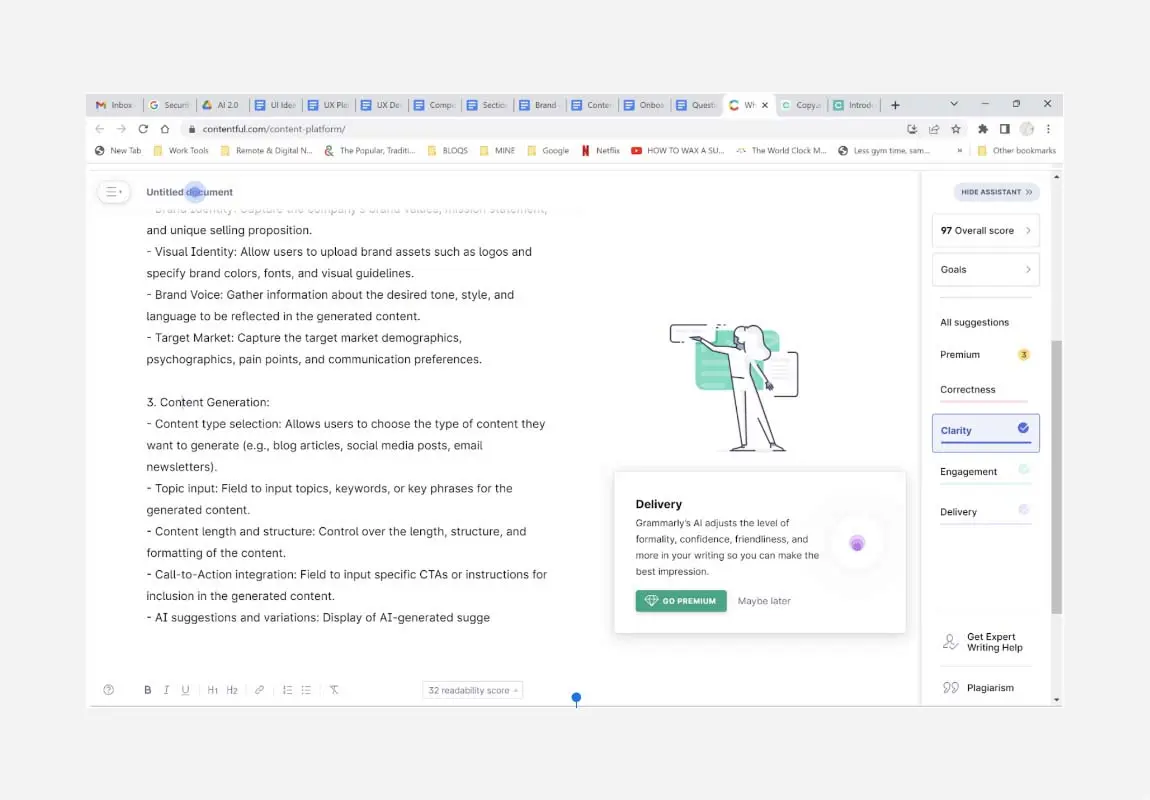 Inbox
Securit
AI 2.0
UI Idea
UX Pla
UX De
Compe
Section
Brand
Conten
Onboa
Questi
Wh
Copy.a
Introd
contentful.com/content-platform/
New Tab
Work Tools
Remote & Digital N...
The Popular, Traditi...
BLOQS
MINE
Google
Netflix
HOW TO WAX A SU...
The World Clock M...
Less gym time, sam...
»
Other bookmarks
Untitled document
HIDE ASSISTANT »
- Brand Identity: Capture the company's brand values, mission statement,
and unique selling proposition.
- Visual Identity: Allow users to upload brand assets such as logos and
specify brand colors, fonts, and visual guidelines.
- Brand Voice: Gather information about the desired tone, style, and
language to be reflected in the generated content.
- Target Market: Capture the target market demographics,
psychographics, pain points, and communication preferences.
3. Content Generation:
- Content type selection: Allows users to choose the type of content they
want to generate (e.g., blog articles, social media posts, email
newsletters).
- Topic input: Field to input topics, keywords, or key phrases for the
generated content.
- Content length and structure: Control over the length, structure, and
formatting of the content.
- Call-to-Action integration: Field to input specific CTAs or instructions for
inclusion in the generated content.
- AI suggestions and variations: Display of AI-generated sugge
Delivery
Grammarly's AI adjusts the level of
formality, confidence, friendliness, and
more in your writing so you can make the
best impression.
GO PREMIUM
Maybe later
97 Overall score
Goals
All suggestions
Premium 3
Correctness
Clarity
Engagement
Delivery
Get Expert
Writing Help
Plagiarism
B I U H1 H2
32 readability score